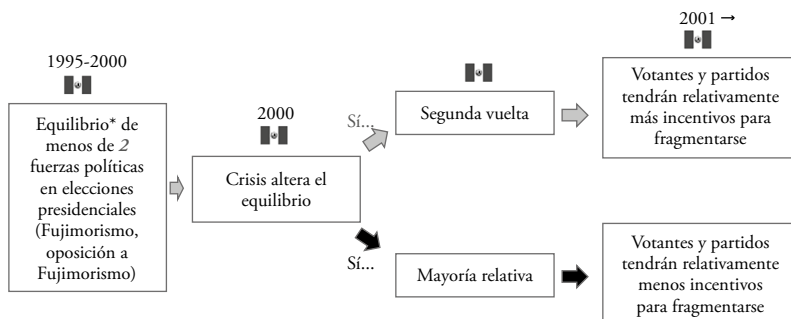 1995-2000
Equilibrio* de
menos de 2
fuerzas políticas
en elecciones
presidenciales
(Fujimorismo,
oposición a
Fujimorismo)
2000
Crisis altera el
equilibrio
Sí...
Segunda vuelta
2001 →
Votantes y partidos
tendrán relativamente
más incentivos para
fragmentarse
Sí...
Mayoría relativa
Votantes y partidos
tendrán relativamente
menos incentivos
para fragmentarse